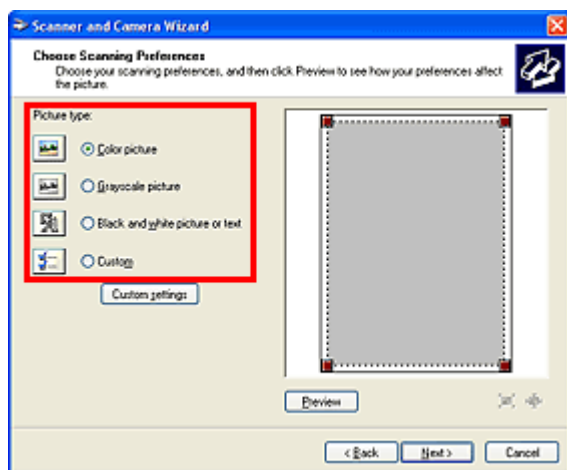 Scanner and Camera Wizard
Choose Scanning Preferences
Choose your scanning preferences, and then click Preview to see how your preferences affect
the picture.
Picture type:
Color picture
Grayscale picture
Black and white picture or text
Custom
Custom settings
Preview
< Back
Next >
Cancel